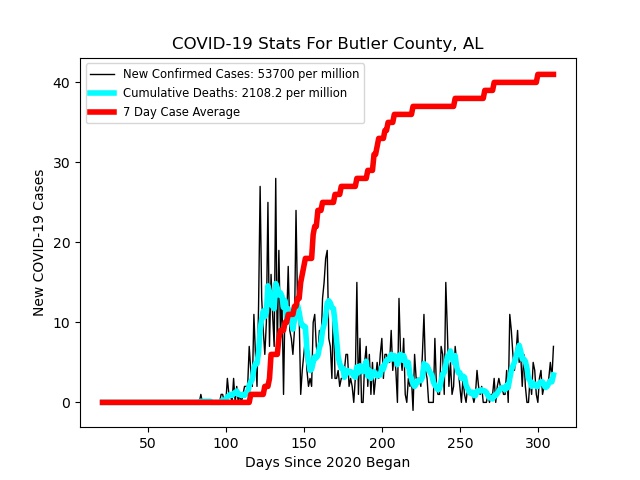 COVID-19 Stats For Butler County, AL
New Confirmed Cases: 53700 per million
Cumulative Deaths: 2108.2 per million
7 Day Case Average
New COVID-19 Cases
40
30
20
10
0
50 100 150 200 250 300
Days Since 2020 Began